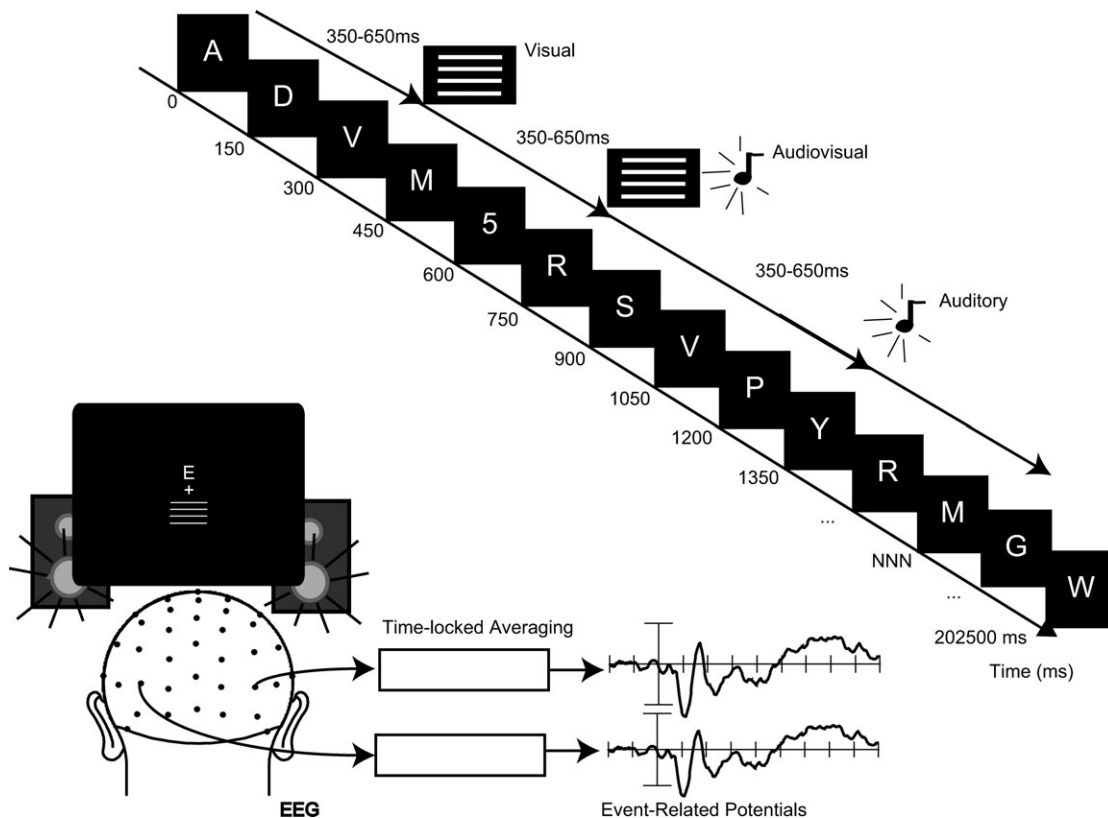 A
D
V
M
5
R
S
V
P
Y
R
M
G
W
0
150
300
450
600
750
900
1050
1200
1350
...
NNN
...
202500 ms
Time (ms)
350-650ms
Visual
350-650ms
Audiovisual
350-650ms
Auditory
E
+
EEG
Time-locked Averaging
Event-Related Potentials